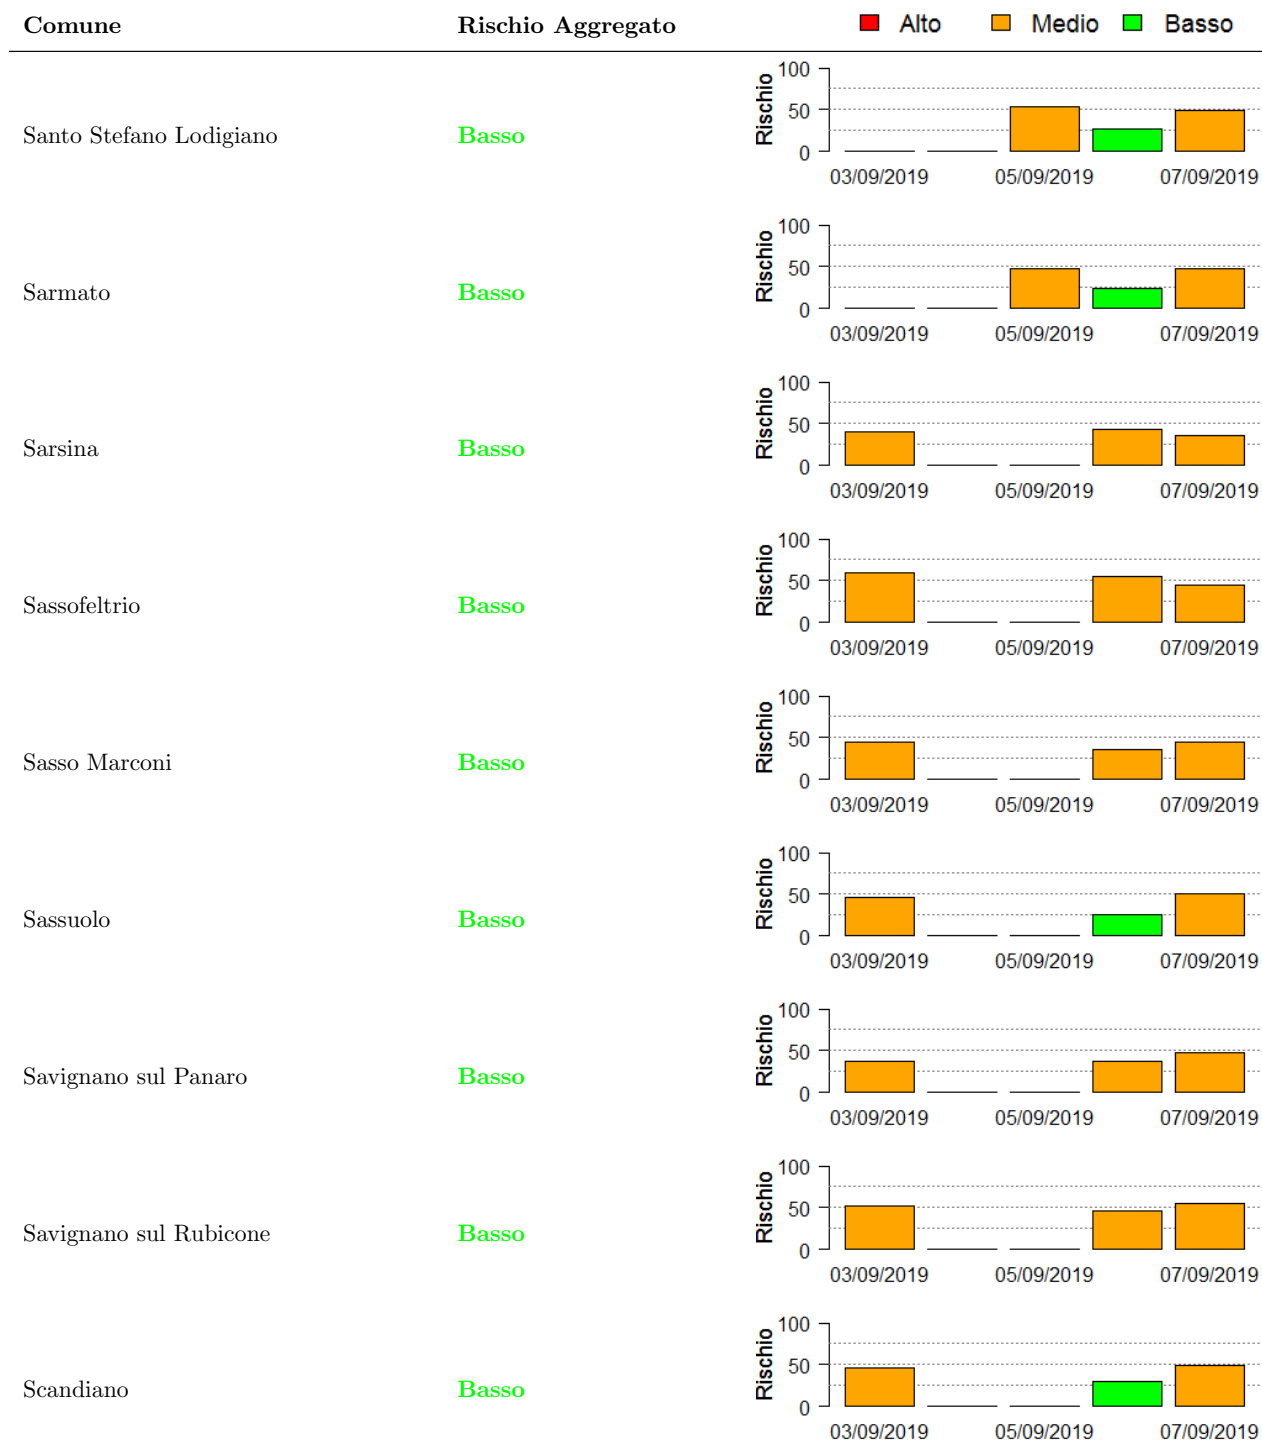 Comune Rischio Aggregato Alto Medio Basso
Santo Stefano Lodigiano Basso Rischio 100 50 0
03/09/2019 05/09/2019 07/09/2019
Sarmato Basso Rischio 100 50 0
03/09/2019 05/09/2019 07/09/2019
Sarsina Basso Rischio 100 50 0
03/09/2019 05/09/2019 07/09/2019
Sassofeltrio Basso Rischio 100 50 0
03/09/2019 05/09/2019 07/09/2019
Sasso Marconi Basso Rischio 100 50 0
03/09/2019 05/09/2019 07/09/2019
Sassuolo Basso Rischio 100 50 0
03/09/2019 05/09/2019 07/09/2019
Savignano sul Panaro Basso Rischio 100 50 0
03/09/2019 05/09/2019 07/09/2019
Savignano sul Rubicone Basso Rischio 100 50 0
03/09/2019 05/09/2019 07/09/2019
Scandiano Basso Rischio 100 50 0
03/09/2019 05/09/2019 07/09/2019